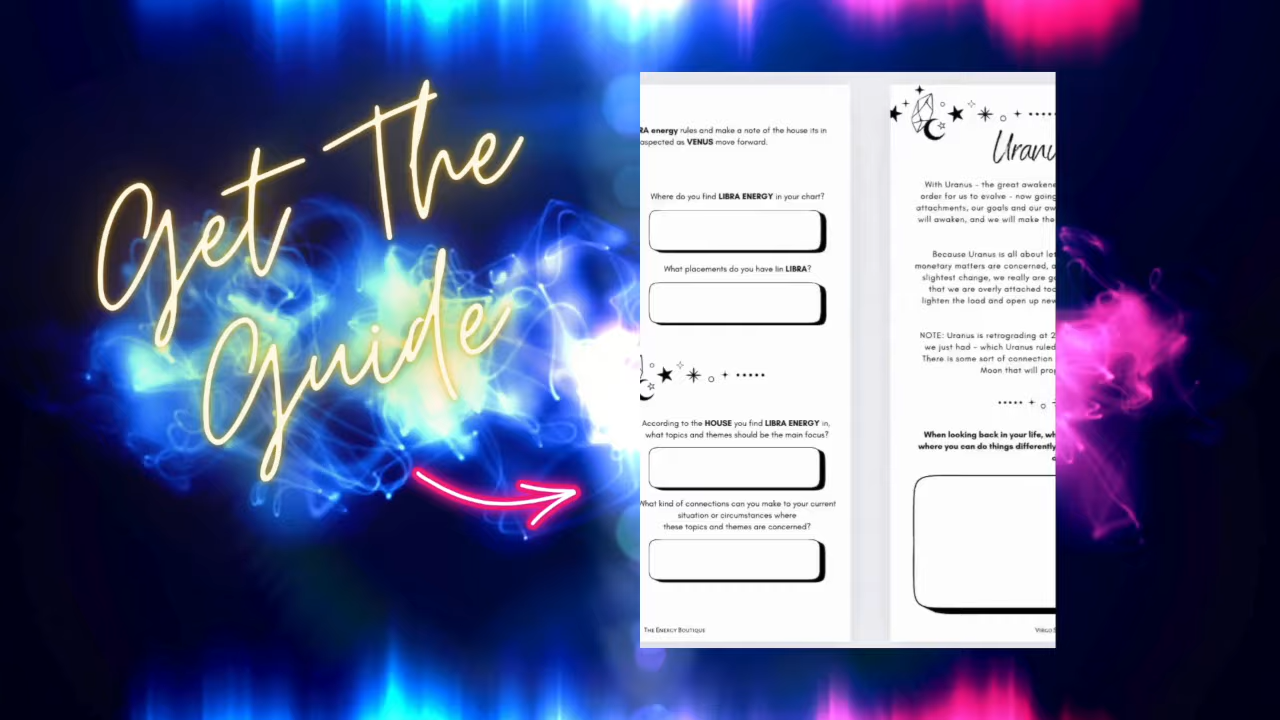 Get The
Guide
RA energy rules and make a note of the house its in
aspected as VENUS move forward.
Where do you find LIBRA ENERGY in your chart?
What placements do you have Iin LIBRA?
According to the HOUSE you find LIBRA ENERGY in,
what topics and themes should be the main focus?
What kind of connections can you make to your current
situation or circumstances where
these topics and themes are concerned?
The Energy Boutique
Uranu
With Uranus - the great awakene
order for us to evolve - now going
attachments, our goals and our ow
will awaken, and we will make the
Because Uranus is all about let
monetary matters are concerned, a
slightest change, we really are go
that we are overly attached too
lighten the load and open up new
NOTE: Uranus is retrograding at 2
we just had - which Uranus ruled
There is some sort of connection
Moon that will prop
When looking back in your life, wh
where you can do things differently
Virgo